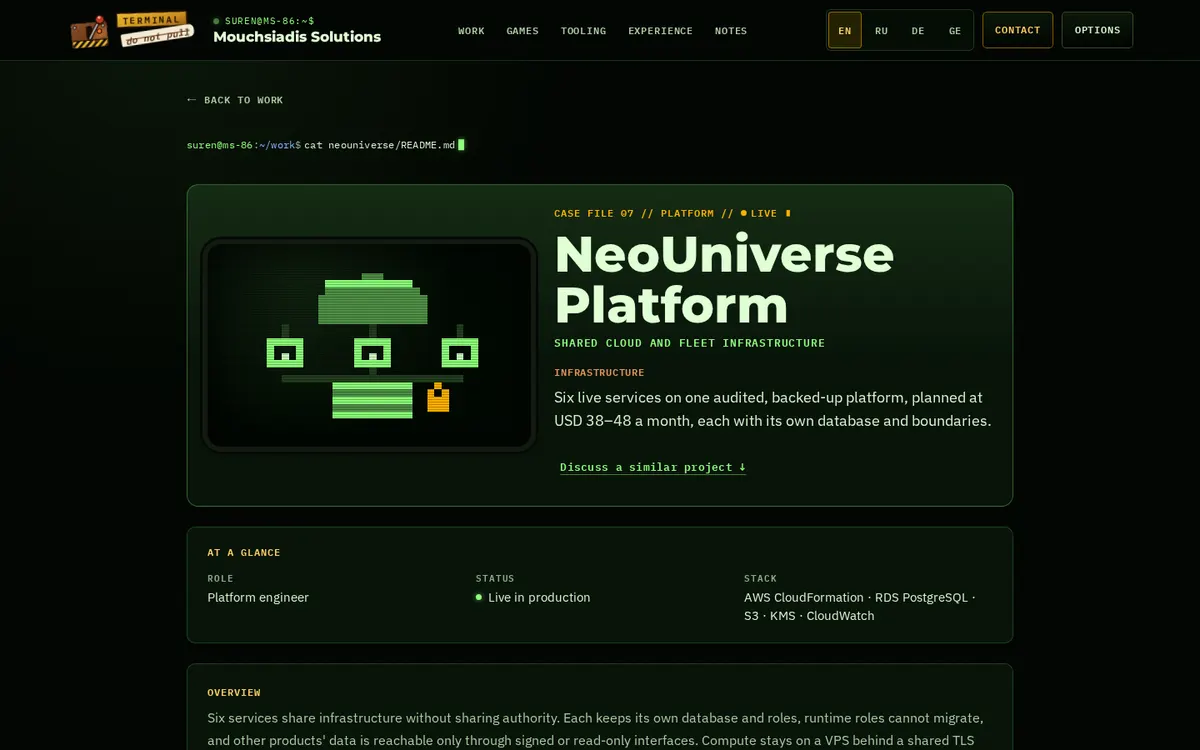 TERMINAL
do not pull
SUREN@MS-86:~$
Mouchsiadis Solutions
WORK GAMES TOOLING EXPERIENCE NOTES
EN RU DE GE
CONTACT
OPTIONS
← BACK TO WORK
suren@ms-86:~/work$ cat neouniverse/README.md
CASE FILE 07 // PLATFORM // LIVE
NeoUniverse
Platform
SHARED CLOUD AND FLEET INFRASTRUCTURE
INFRASTRUCTURE
Six live services on one audited, backed-up platform, planned at
USD 38–48 a month, each with its own database and boundaries.
Discuss a similar project ↓
AT A GLANCE
ROLE
Platform engineer
STATUS
Live in production
STACK
AWS CloudFormation · RDS PostgreSQL ·
S3 · KMS · CloudWatch
OVERVIEW
Six services share infrastructure without sharing authority. Each keeps its own database and roles, runtime roles cannot migrate,
and other products' data is reachable only through signed or read-only interfaces. Compute stays on a VPS behind a shared TLS